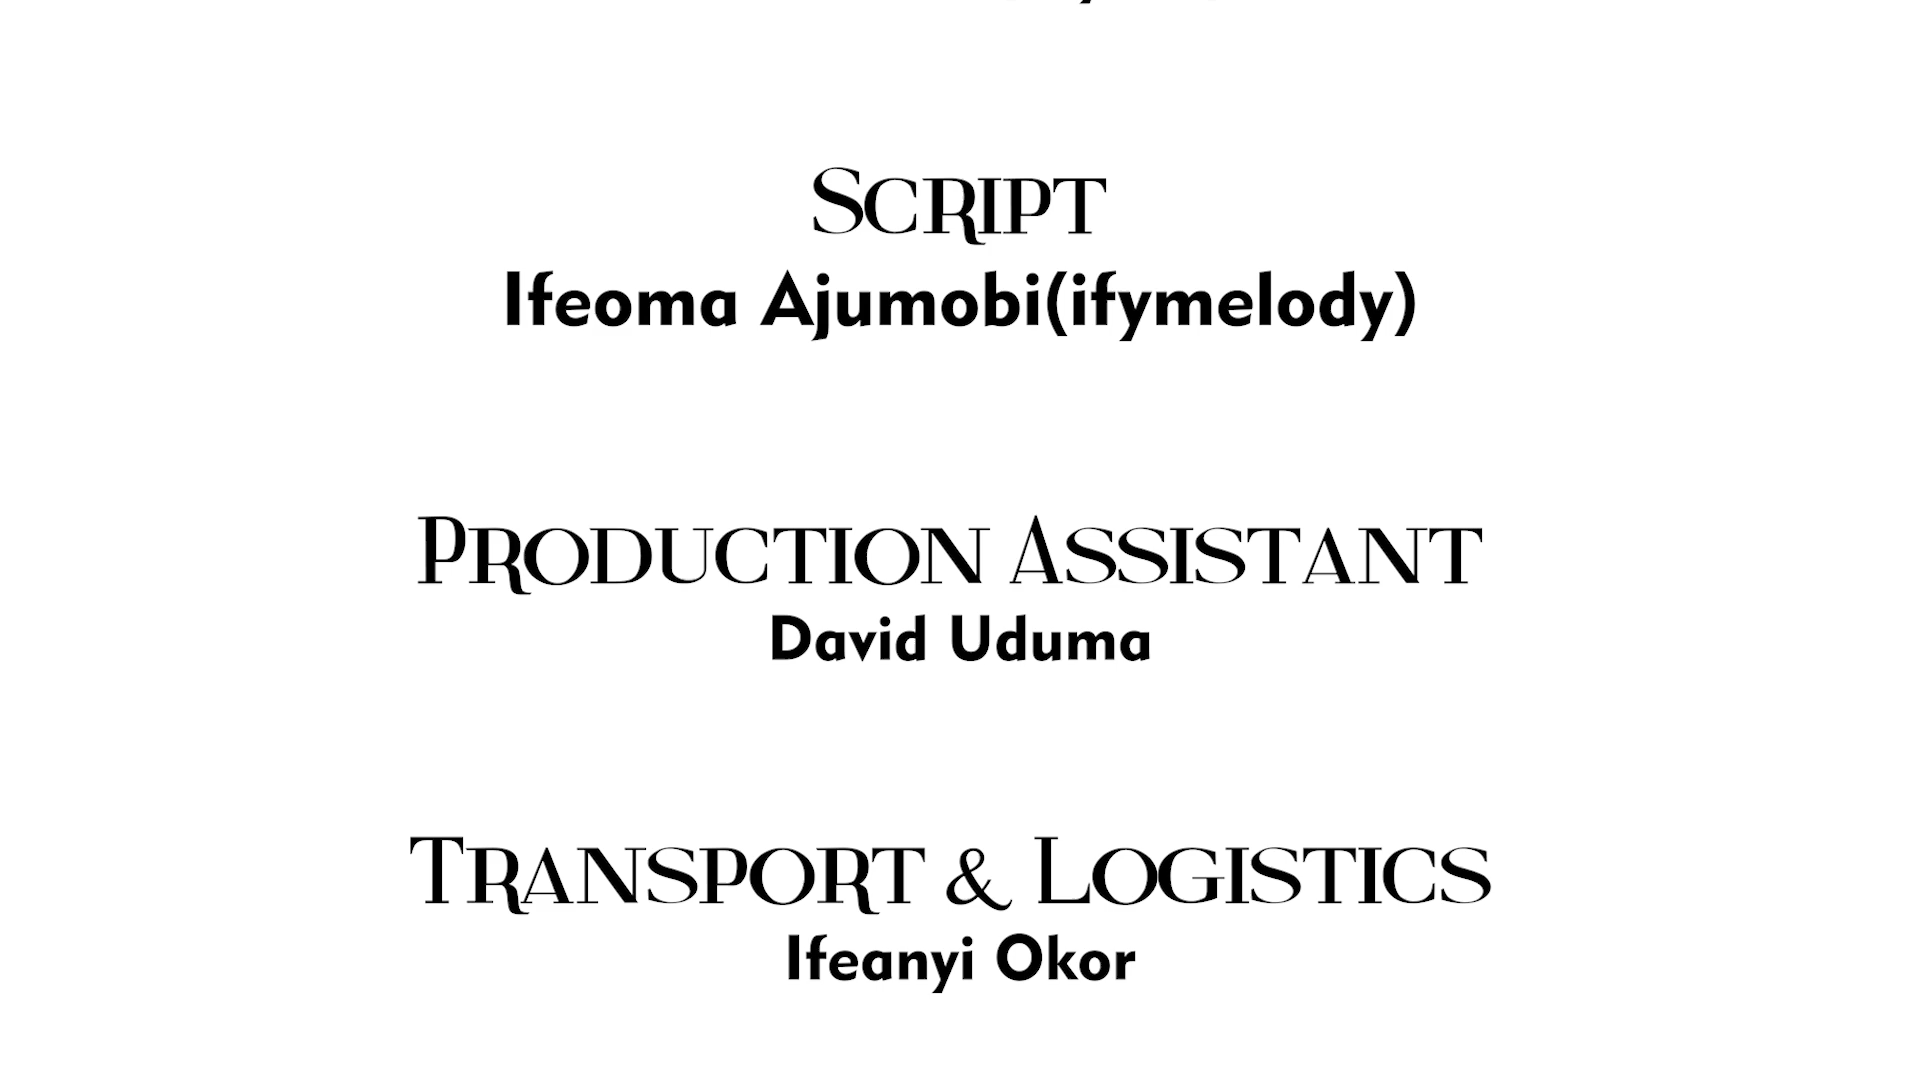 Script
Ifeoma Ajumobi(ifymelody)
Production Assistant
David Uduma
Transport & Logistics
Ifeanyi Okor